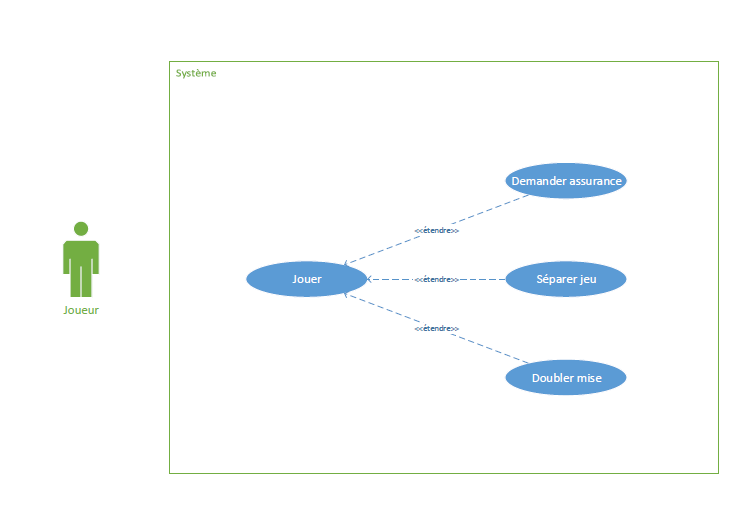 Système
Demander assurance
<<étendre>>
Jouer
<<étendre>>
Séparer jeu
Joueur
<<étendre>>
Doubler mise